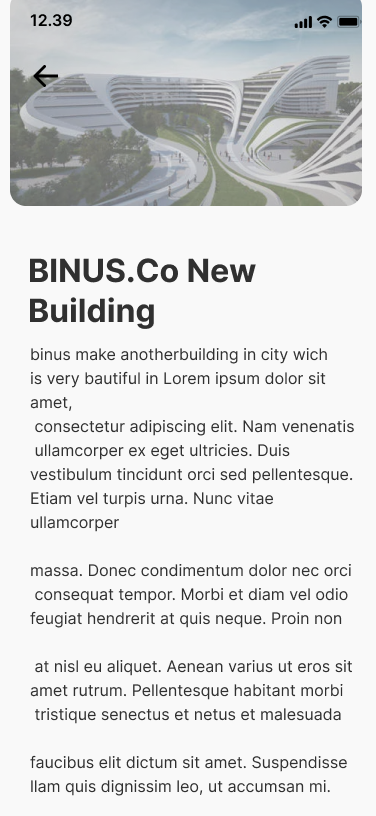 12.39
BINUS.Co New
Building
binus make anotherbuilding in city wich
is very bautiful in Lorem ipsum dolor sit
amet,
consectetur adipiscing elit. Nam venenatis
ullamcorper ex eget ultricies. Duis
vestibulum tincidunt orci sed pellentesque.
Etiam vel turpis urna. Nunc vitae
ullamcorper
massa. Donec condimentum dolor nec orci
consequat tempor. Morbi et diam vel odio
feugiat hendrerit at quis neque. Proin non
at nisl eu aliquet. Aenean varius ut eros sit
amet rutrum. Pellentesque habitant morbi
tristique senectus et netus et malesuada
faucibus elit dictum sit amet. Suspendisse
llam quis dignissim leo, ut accumsan mi.